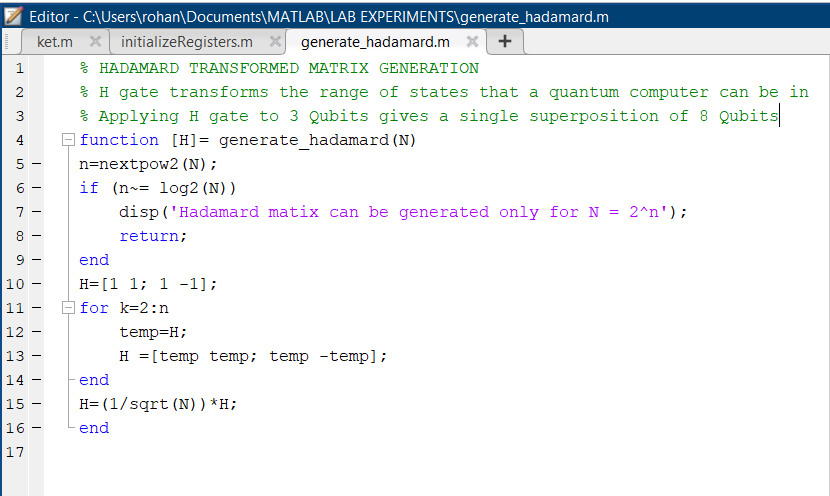 Editor - C:\Users\rohan\Documents\MATLAB\LAB EXPERIMENTS\generate_hadamard.m
ket.m × initializeRegisters.m × generate_hadamard.m × +
1 % HADAMARD TRANSFORMED MATRIX GENERATION
2 % H gate transforms the range of states that a quantum computer can be in
3 % Applying H gate to 3 Qubits gives a single superposition of 8 Qubits
4 function [H]= generate_hadamard(N)
5 – n=nextpow2(N);
6 – if (n~= log2(N))
7 – disp('Hadamard matix can be generated only for N = 2^n');
8 – return;
9 – end
10 – H=[1 1; 1 -1];
11 – for k=2:n
12 – temp=H;
13 – H =[temp temp; temp -temp];
14 – end
15 – H=(1/sqrt(N))*H;
16 – end
17